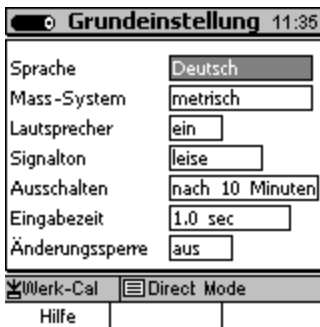 Grundeinstellung 11:35
Sprache Deutsch
Mass-System metrisch
Lautsprecher ein
Signalton leise
Ausschalten nach 10 Minuten
Eingabezeit 1.0 sec
Änderungssperre aus
Werk-Cal Direct Mode
Hilfe